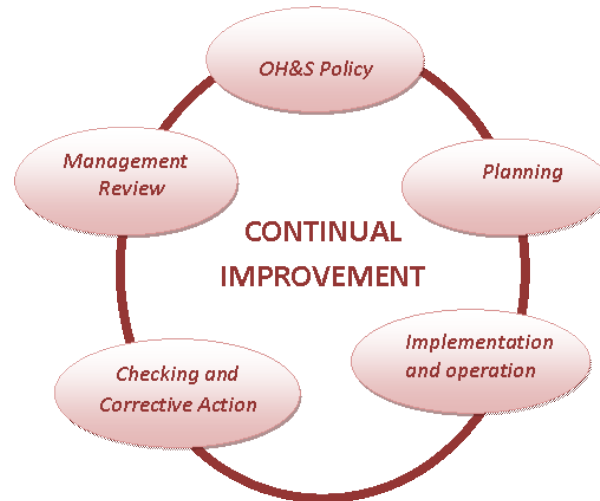 OH&S Policy
Planning
Implementation
and operation
Checking and
Corrective Action
Management
Review
CONTINUAL
IMPROVEMENT